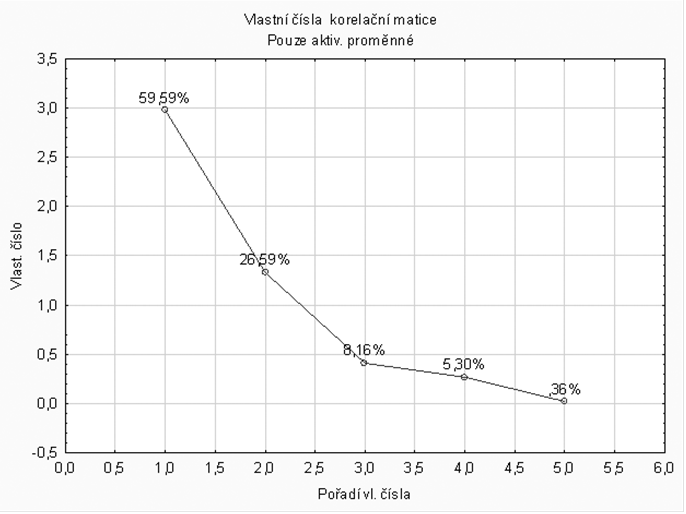 Vlastní čísla korelační matice
Pouze aktiv. proměnné
3,5
3,0
2,5
2,0
1,5
1,0
0,5
0,0
-0,5
Vlast. číslo
59,59%
26,59%
8,16%
5,30%
,36%
0,0 0,5 1,0 1,5 2,0 2,5 3,0 3,5 4,0 4,5 5,0 5,5 6,0
Pořadí vl. čísla